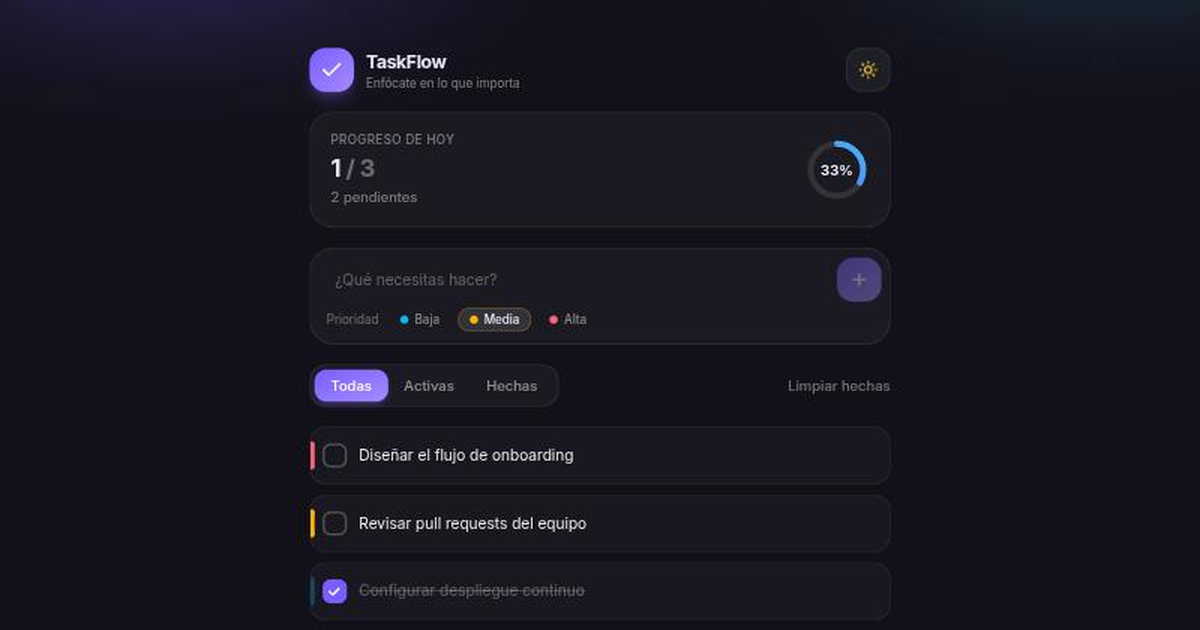 TaskFlow
Enfócate en lo que importa
PROGRESO DE HOY
1 / 3
2 pendientes
33%
¿Qué necesitas hacer?
+
Prioridad Baja Media Alta
Todas Activas Hechas Limpiar hechas
Diseñar el flujo de onboarding
Revisar pull requests del equipo
Configurar despliegue continuo